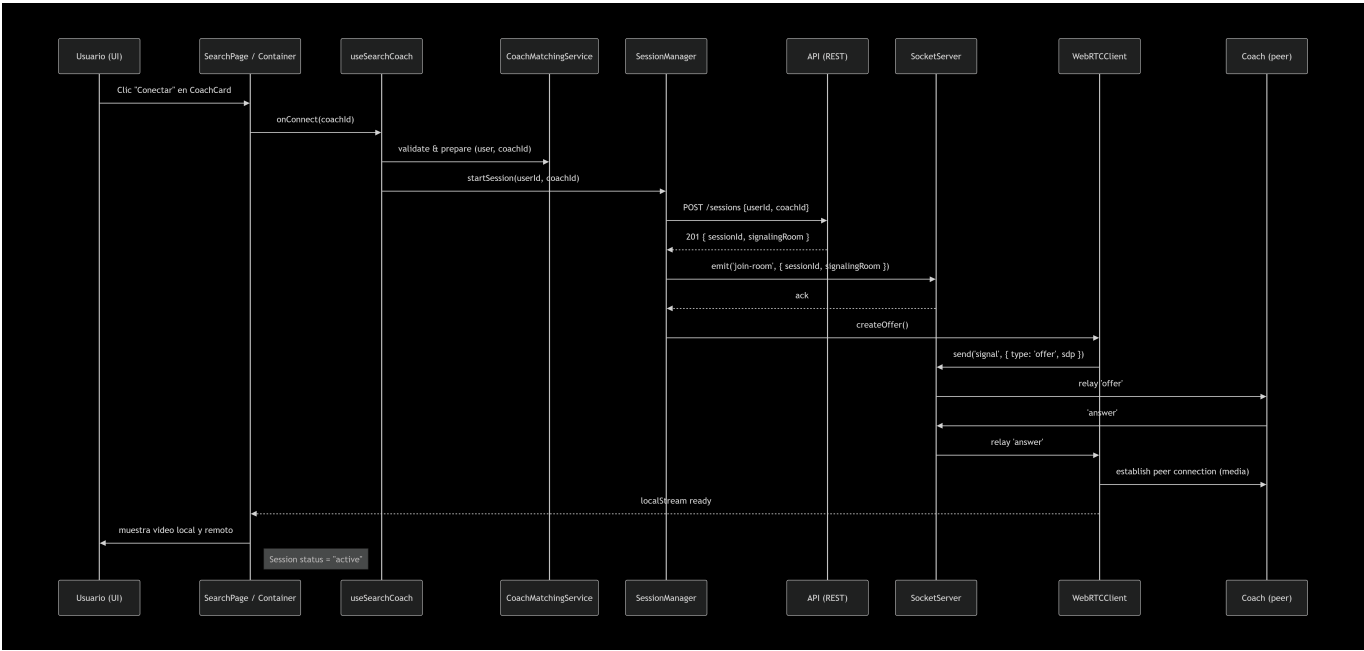 Usuario (UI)
SearchPage / Container
useSearchCoach
CoachMatchingService
SessionManager
API (REST)
SocketServer
WebRTCClient
Coach (peer)
Clic "Conectar" en CoachCard
onConnect(coachId)
validate & prepare (user, coachId)
startSession(userId, coachId)
POST /sessions [userId, coachId]
201 { sessionId, signalingRoom }
emit('join-room', { sessionId, signalingRoom })
ack
createOffer()
send('signal', { type: 'offer', sdp })
relay 'offer'
'answer'
relay 'answer'
establish peer connection (media)
localStream ready
muestra video local y remoto
Session status = "active"
Usuario (UI)
SearchPage / Container
useSearchCoach
CoachMatchingService
SessionManager
API (REST)
SocketServer
WebRTCClient
Coach (peer)